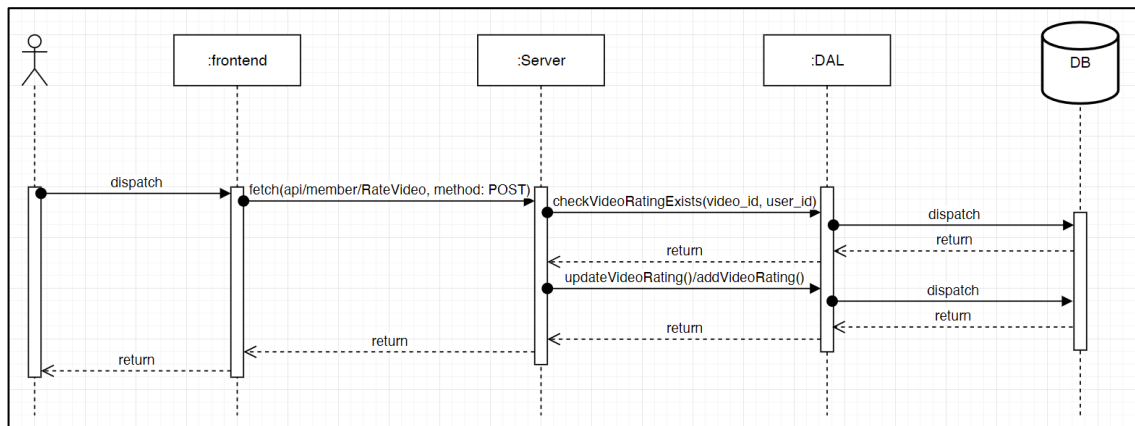 :frontend
:Server
:DAL
DB
dispatch
fetch(api/member/RateVideo, method: POST)
checkVideoRatingExists(video_id, user_id)
dispatch
return
return
updateVideoRating()/addVideoRating()
dispatch
return
return
return
return